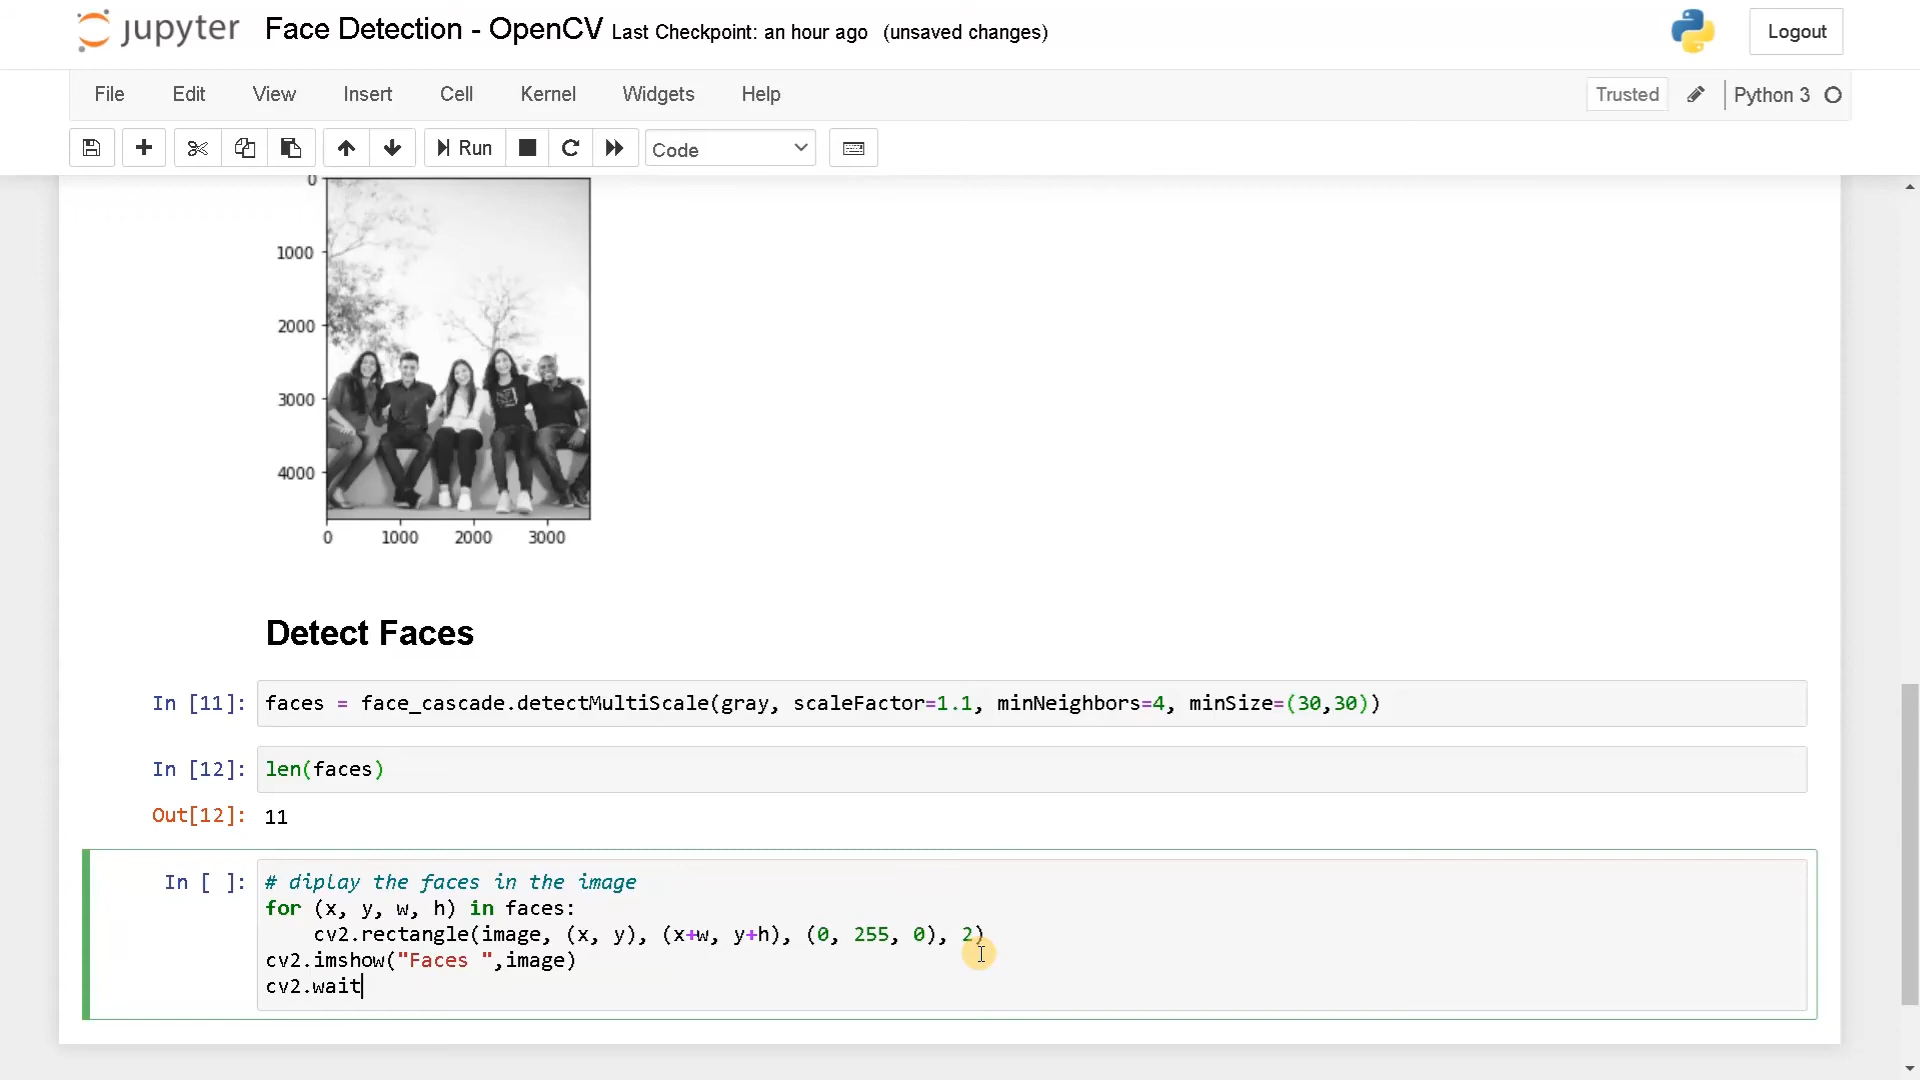 jupyter Face Detection - OpenCV Last Checkpoint: an hour ago (unsaved changes) Logout
File Edit View Insert Cell Kernel Widgets Help Trusted Python 3
Run Code
0
1000
2000
3000
4000
0 1000 2000 3000
Detect Faces
In [11]: faces = face_cascade.detectMultiScale(gray, scaleFactor=1.1, minNeighbors=4, minSize=(30,30))
In [12]: len(faces)
Out[12]: 11
In [ ]: # diplay the faces in the image
for (x, y, w, h) in faces:
    cv2.rectangle(image, (x, y), (x+w, y+h), (0, 255, 0), 2)
cv2.imshow("Faces ",image)
cv2.wait